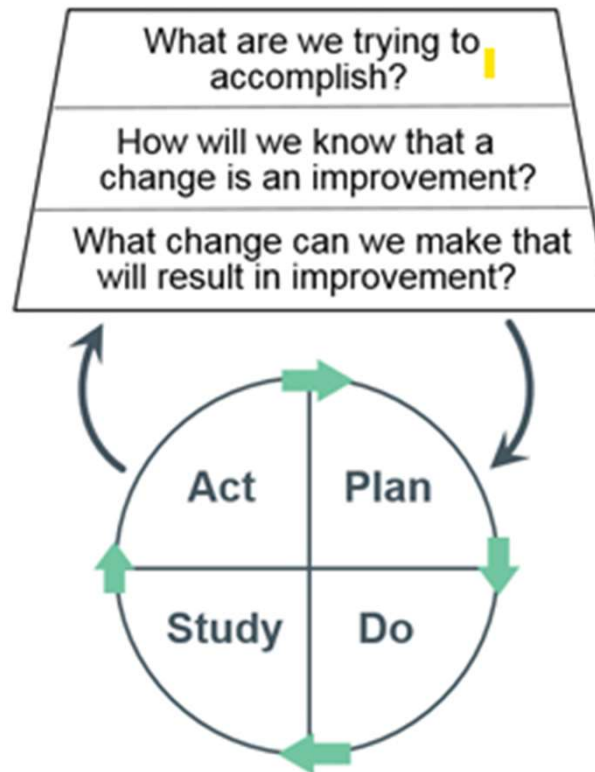 What are we trying to
accomplish?
How will we know that a
change is an improvement?
What change can we make that
will result in improvement?
Act
Plan
Study
Do